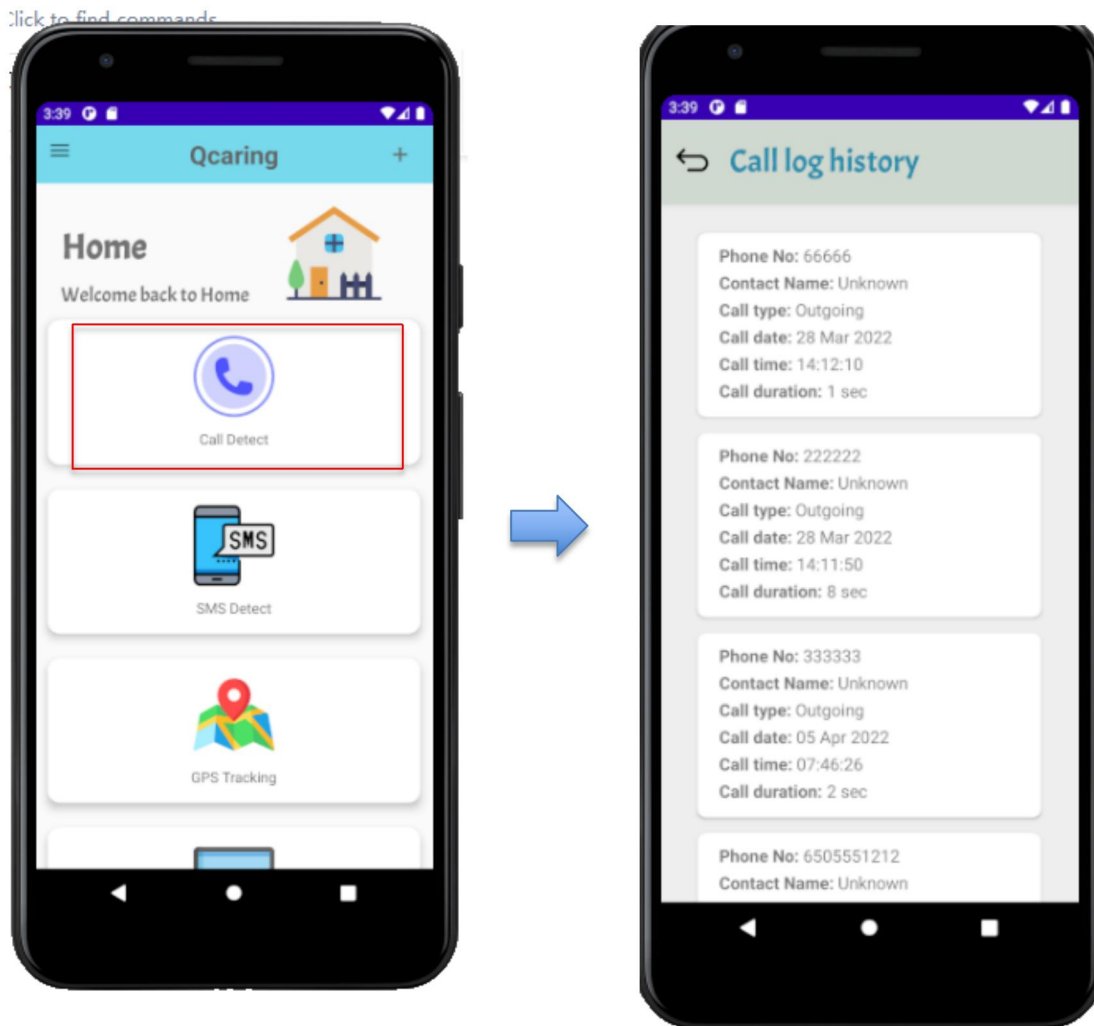 Click to find commands
3:39
Qcaring
+
Home
Welcome back to Home
Call Detect
SMS
SMS Detect
GPS Tracking
3:39
Call log history
Phone No: 66666
Contact Name: Unknown
Call type: Outgoing
Call date: 28 Mar 2022
Call time: 14:12:10
Call duration: 1 sec
Phone No: 222222
Contact Name: Unknown
Call type: Outgoing
Call date: 28 Mar 2022
Call time: 14:11:50
Call duration: 8 sec
Phone No: 333333
Contact Name: Unknown
Call type: Outgoing
Call date: 05 Apr 2022
Call time: 07:46:26
Call duration: 2 sec
Phone No: 6505551212
Contact Name: Unknown